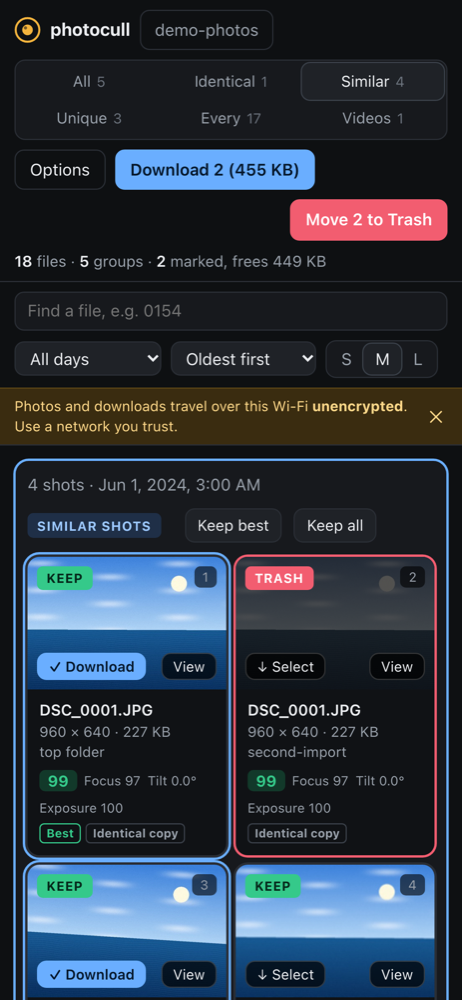 photocull demo-photos
All 5 Identical 1 Similar 4
Unique 3 Every 17 Videos 1
Options Download 2 (455 KB)
Move 2 to Trash
18 files · 5 groups · 2 marked, frees 449 KB
Find a file, e.g. 0154
All days Oldest first S M L
Photos and downloads travel over this Wi-Fi unencrypted.
Use a network you trust.
4 shots · Jun 1, 2024, 3:00 AM
SIMILAR SHOTS Keep best Keep all
KEEP 1
✓ Download View
DSC_0001.JPG
960 × 640 · 227 KB
top folder
99 Focus 97 Tilt 0.0°
Exposure 100
Best Identical copy
TRASH 2
↓ Select View
DSC_0001.JPG
960 × 640 · 227 KB
second-import
99 Focus 97 Tilt 0.0°
Exposure 100
Identical copy
KEEP 3
✓ Download View
KEEP 4
↓ Select View